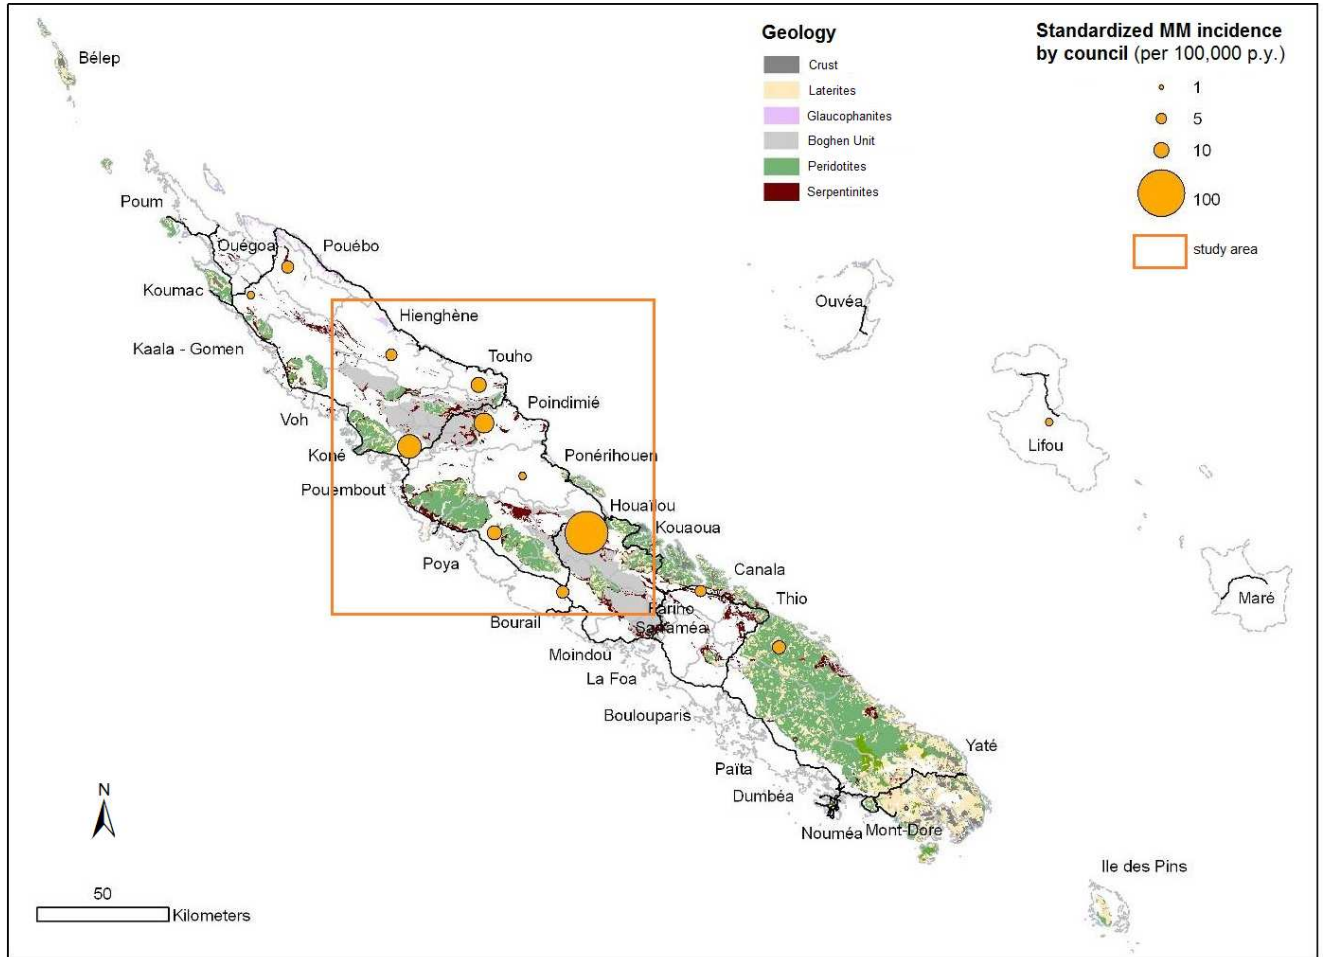 Geology
Crust
Laterites
Glaucophanites
Boghen Unit
Peridotites
Serpentinites
Standardized MM incidence
by council (per 100,000 p.y.)
1
5
10
100
study area
Bélep
Poum
Ouégoa
Pouébo
Koumac
Hienghène
Kaala - Gomen
Touho
Voh
Poindimié
Koné
Ponérihouen
Pouembout
Houaïlou
Kouaoua
Poya
Canala
Thio
Farino
Sarraméa
Bourail
Moindou
La Foa
Boulouparis
Yaté
Païta
Dumbéa
Nouméa
Mont-Dore
Ouvéa
Lifou
Maré
Ile des Pins
N
50
Kilometers